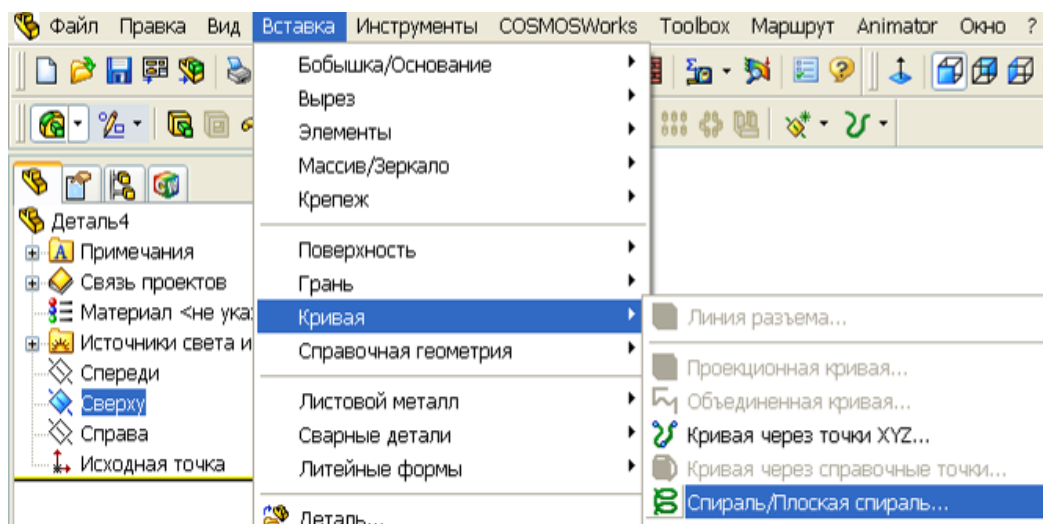 Файл Правка Вид Вставка Инструменты COSMOSWorks Toolbox Маршрут Animator Окно ?
Бобышка/Основание
Вырез
Элементы
Массив/Зеркало
Крепеж
Поверхность
Грань
Кривая
Справочная геометрия
Листовой металл
Сварные детали
Литейные формы
Деталь...
Деталь4
Примечания
Связь проектов
Материал <не ука
Источники света и
Спереди
Сверху
Справа
Исходная точка
Линия разъема...
Проекционная кривая...
Объединенная кривая...
Кривая через точки XYZ...
Кривая через справочные точки...
Спираль/Плоская спираль...